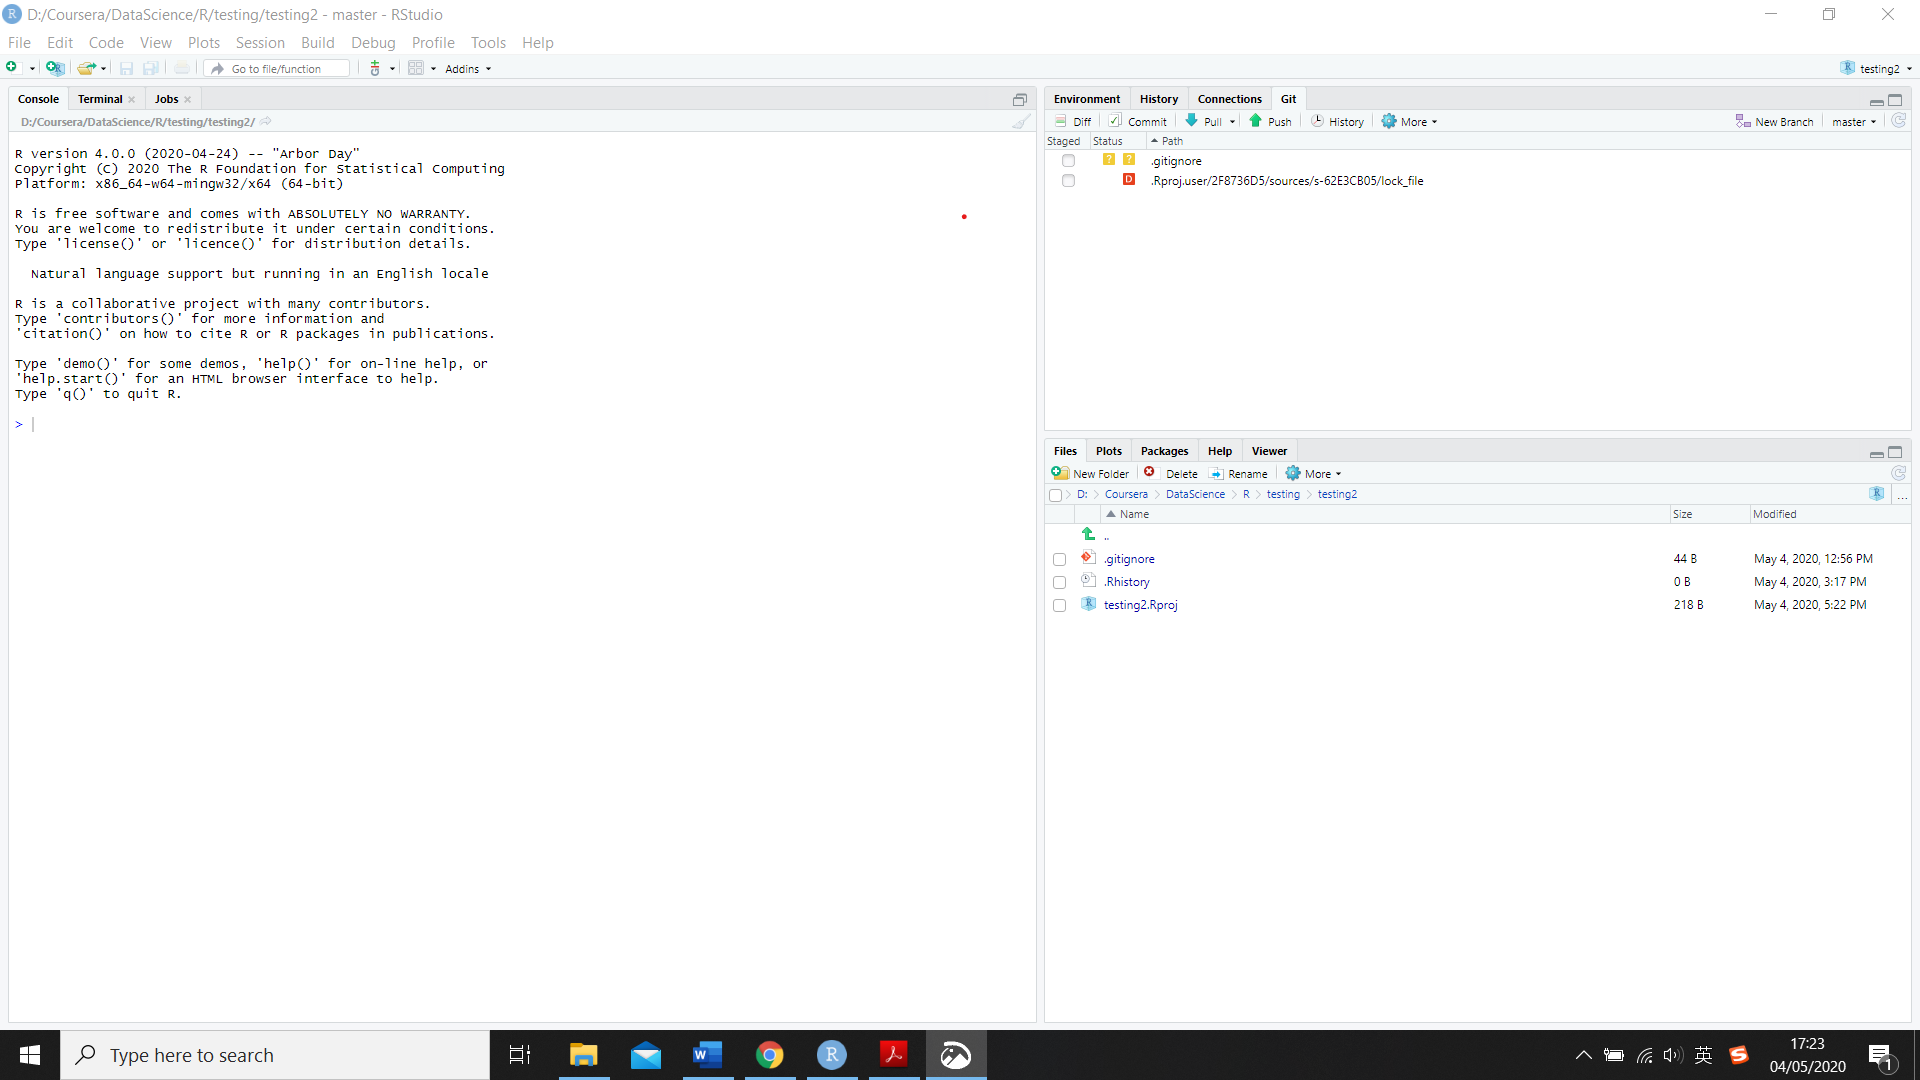 D:/Coursera/DataScience/R/testing/testing2 - master - RStudio
File Edit Code View Plots Session Build Debug Profile Tools Help
Go to file/function Addins testing2
Console Terminal Jobs
D:/Coursera/DataScience/R/testing/testing2/
R version 4.0.0 (2020-04-24) -- "Arbor Day"
Copyright (C) 2020 The R Foundation for Statistical Computing
Platform: x86_64-w64-mingw32/x64 (64-bit)
R is free software and comes with ABSOLUTELY NO WARRANTY.
You are welcome to redistribute it under certain conditions.
Type 'license()' or 'licence()' for distribution details.
Natural language support but running in an English locale
R is a collaborative project with many contributors.
Type 'contributors()' for more information and
'citation()' on how to cite R or R packages in publications.
Type 'demo()' for some demos, 'help()' for on-line help, or
'help.start()' for an HTML browser interface to help.
Type 'q()' to quit R.
>
Environment History Connections Git
Diff Commit Pull Push History More New Branch master
Staged Status Path
? ? .gitignore
D .Rproj.user/2F8736D5/sources/s-62E3CB05/lock_file
Files Plots Packages Help Viewer
New Folder Delete Rename More
D: Coursera DataScience R testing testing2 ...
Name Size Modified
..
.gitignore 44 B May 4, 2020, 12:56 PM
.Rhistory 0 B May 4, 2020, 3:17 PM
testing2.Rproj 218 B May 4, 2020, 5:22 PM
Type here to search
英
17:23
04/05/2020
1